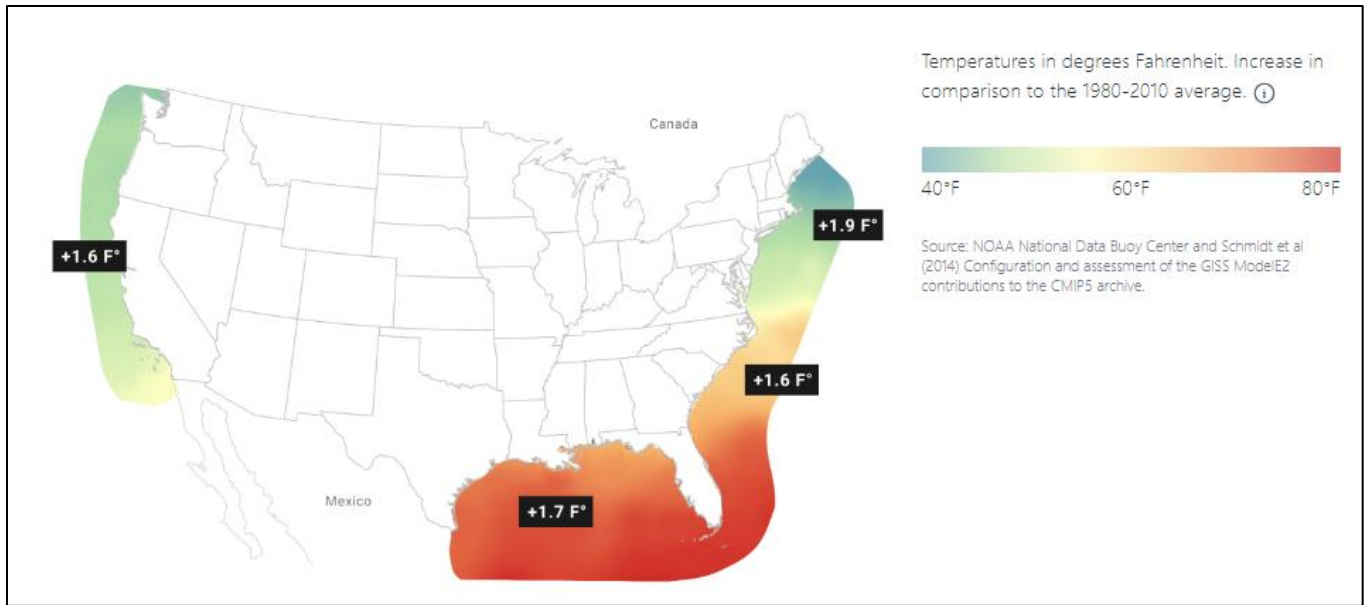 Temperatures in degrees Fahrenheit. Increase in
comparison to the 1980-2010 average. ⓘ
40°F 60°F 80°F
Source: NOAA National Data Buoy Center and Schmidt et al
(2014) Configuration and assessment of the GISS ModelE2
contributions to the CMIP5 archive.
Canada
+1.9 F°
+1.6 F°
+1.6 F°
Mexico
+1.7 F°